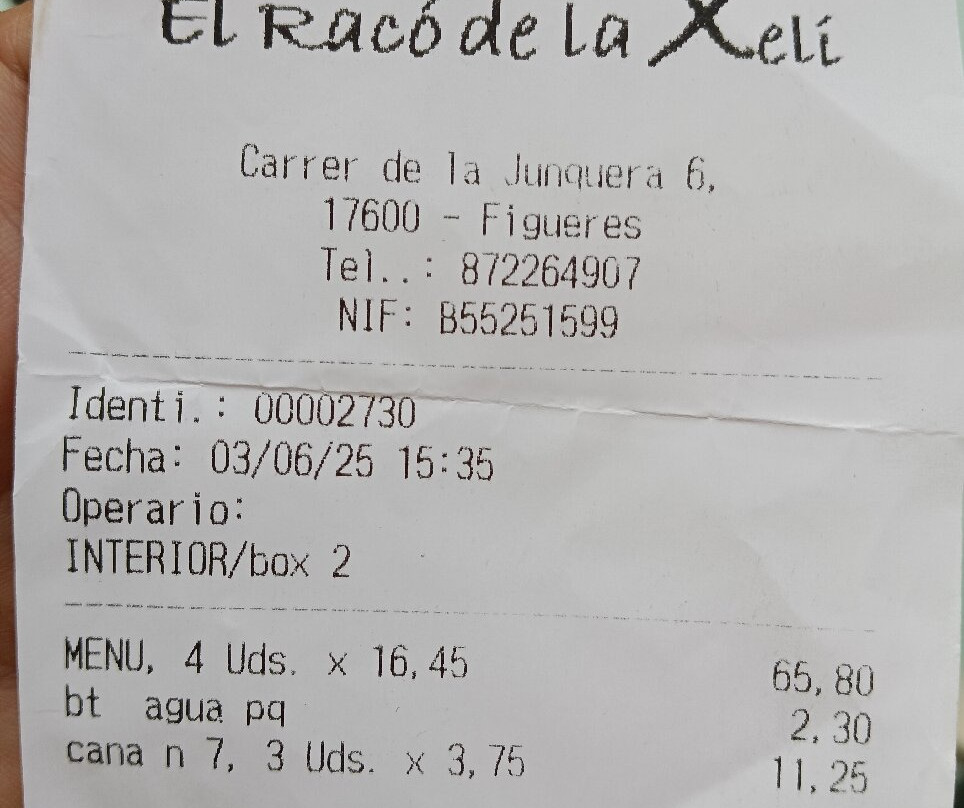 El Racó de la Xelí
Carrer de la Junquera 6,
17600 - Figueres
Tel..: 872264907
NIF: B55251599
Identi.: 00002730
Fecha: 03/06/25 15:35
Operario:
INTERIOR/box 2
MENU, 4 Uds. x 16,45 65,80
bt agua pq 2,30
cana n 7, 3 Uds. x 3,75 11,25